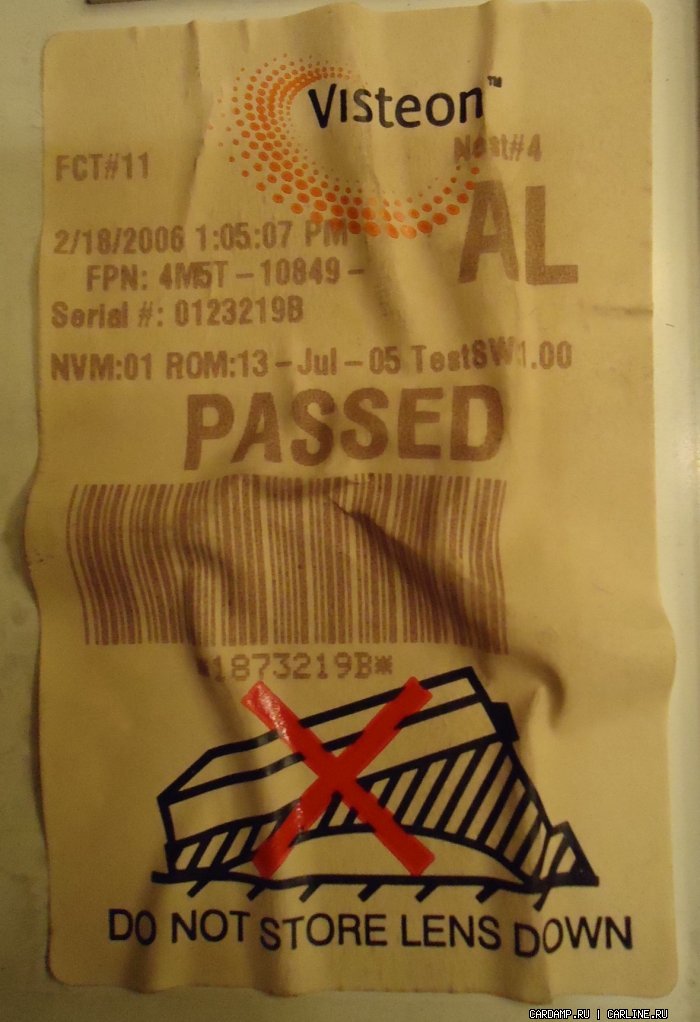 Visteon™
FCT#11
Nest#4
AL
2/18/2006 1:05:07 PM
FPN: 4M5T-10849-
Serial #: 0123219B
NVM:01 ROM:13-Jul-05 TestSW1.00
PASSED
*1873219B*
DO NOT STORE LENS DOWN
CARDAMP.RU | CARLINE.RU